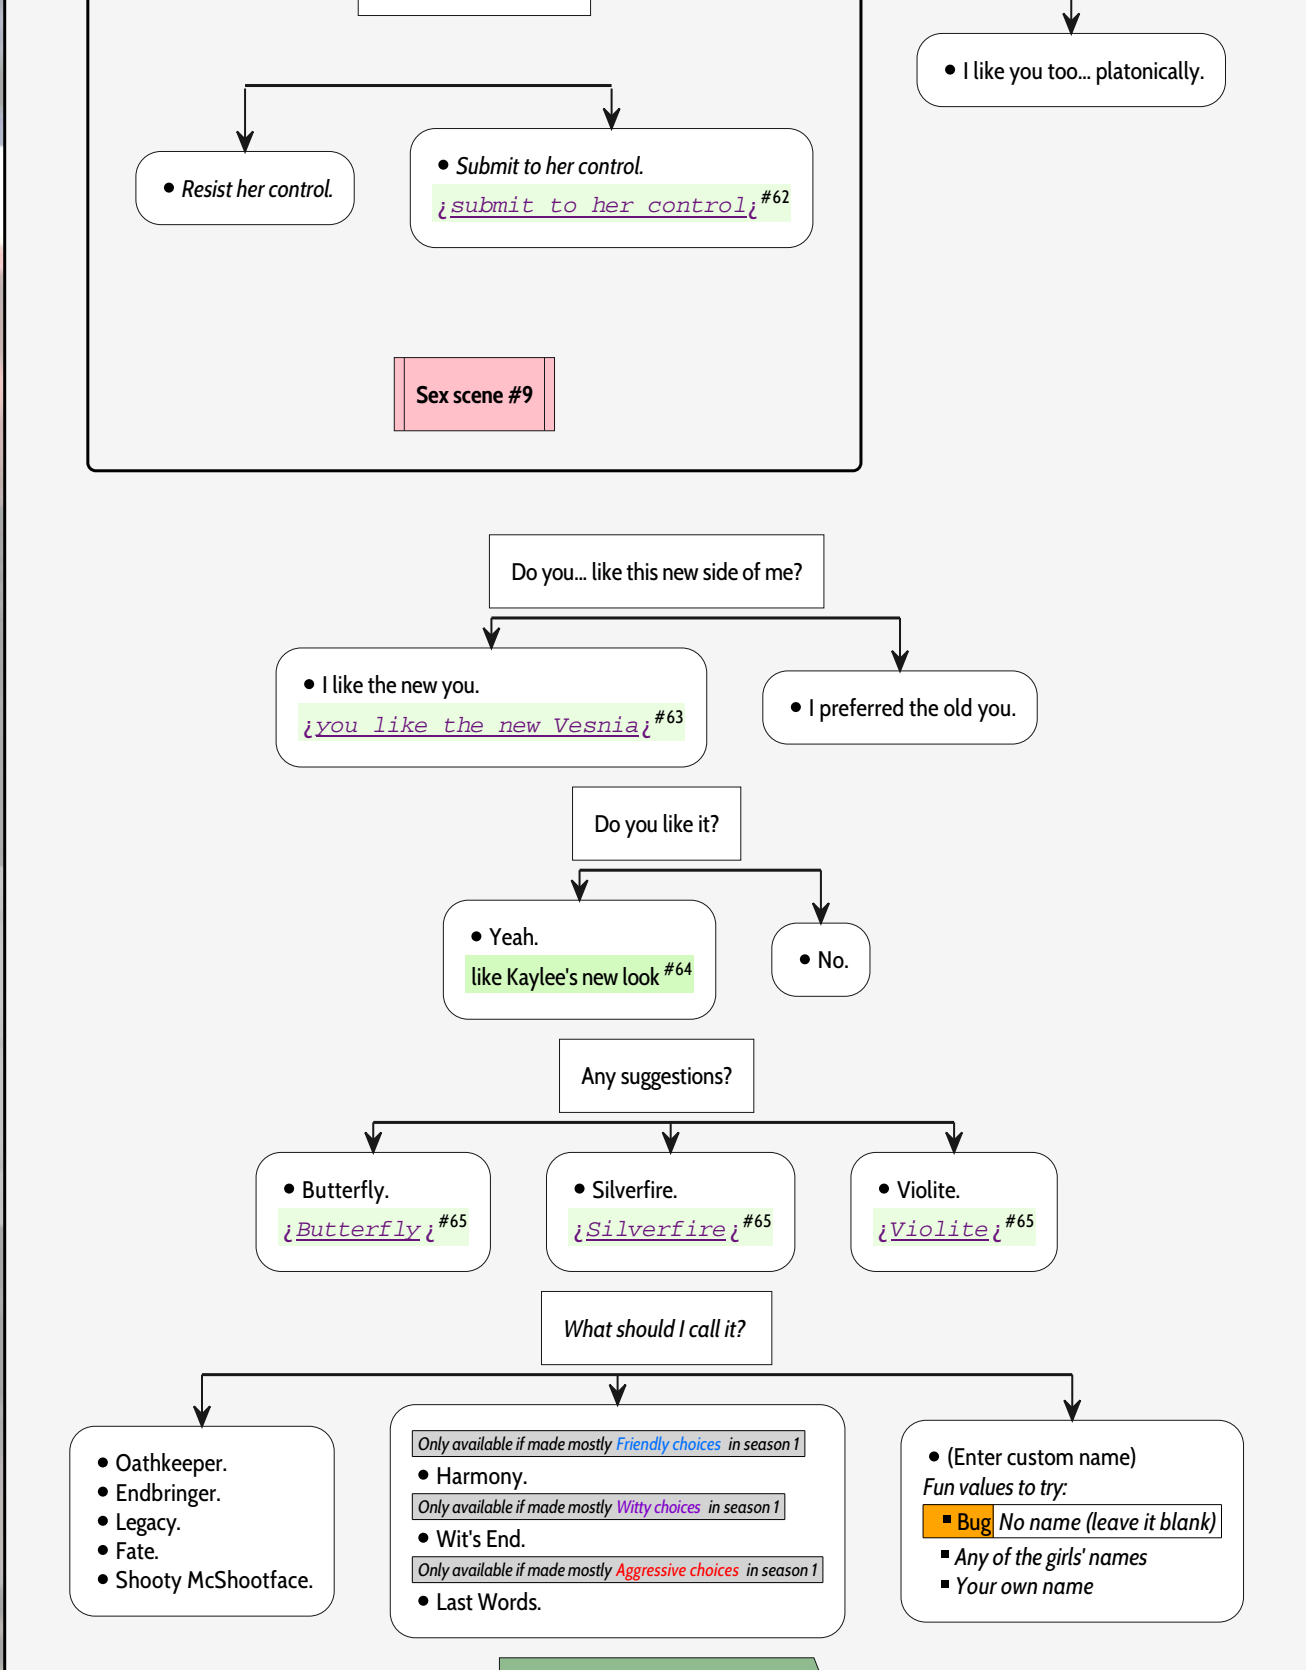 • I like you too... platonically.
• Resist her control.
• Submit to her control.
¿submit to her control¿ #62
Sex scene #9
Do you... like this new side of me?
• I like the new you.
¿you like the new Vesnia¿ #63
• I preferred the old you.
Do you like it?
• Yeah.
like Kaylee's new look #64
• No.
Any suggestions?
• Butterfly.
¿Butterfly¿ #65
• Silverfire.
¿Silverfire¿ #65
• Violite.
¿Violite¿ #65
What should I call it?
• Oathkeeper.
• Endbringer.
• Legacy.
• Fate.
• Shooty McShootface.
Only available if made mostly Friendly choices in season 1
• Harmony.
Only available if made mostly Witty choices in season 1
• Wit's End.
Only available if made mostly Aggressive choices in season 1
• Last Words.
• (Enter custom name)
Fun values to try:
▪ Bug No name (leave it blank)
▪ Any of the girls' names
▪ Your own name